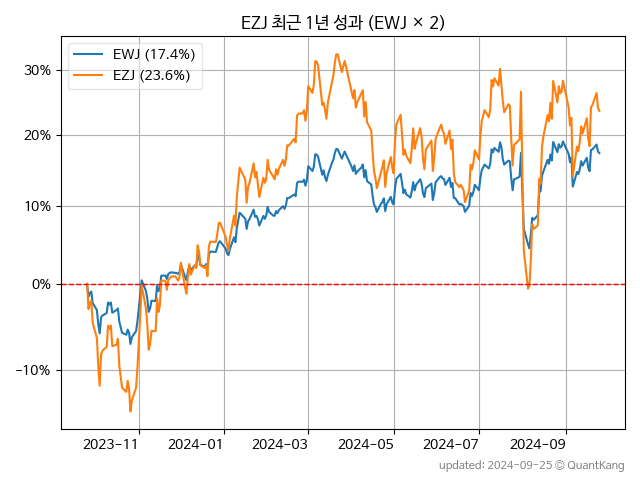 EZJ 최근 1년 성과 (EWJ × 2)
EWJ (17.4%)
EZJ (23.6%)
30%
20%
10%
0%
−10%
2023-11
2024-01
2024-03
2024-05
2024-07
2024-09
updated: 2024-09-25 ⓒ QuantKang